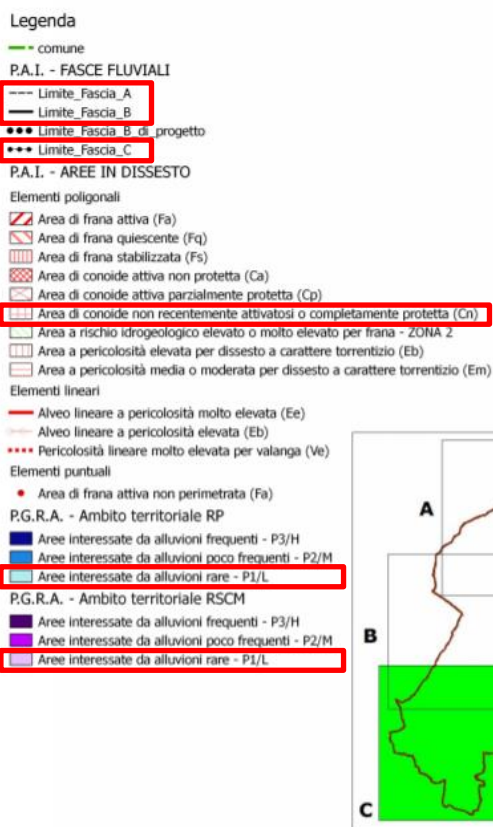 Legenda
comune
P.A.I. - FASCE FLUVIALI
Limite_Fascia_A
Limite_Fascia_B
Limite_Fascia_B_di_progetto
Limite_Fascia_C
P.A.I. - AREE IN DISSESTO
Elementi poligonali
Area di frana attiva (Fa)
Area di frana quiescente (Fq)
Area di frana stabilizzata (Fs)
Area di conoide attiva non protetta (Ca)
Area di conoide attiva parzialmente protetta (Cp)
Area di conoide non recentemente attivatosi o completamente protetta (Cn)
Area a rischio idrogeologico elevato o molto elevato per frana - ZONA 2
Area a pericolosità elevata per dissesto a carattere torrentizio (Eb)
Area a pericolosità media o moderata per dissesto a carattere torrentizio (Em)
Elementi lineari
Alveo lineare a pericolosità molto elevata (Ee)
Alveo lineare a pericolosità elevata (Eb)
Pericolosità lineare molto elevata per valanga (Ve)
Elementi puntuali
Area di frana attiva non perimetrata (Fa)
P.G.R.A. - Ambito territoriale RP
Aree interessate da alluvioni frequenti - P3/H
Aree interessate da alluvioni poco frequenti - P2/M
Aree interessate da alluvioni rare - P1/L
P.G.R.A. - Ambito territoriale RSCM
Aree interessate da alluvioni frequenti - P3/H
Aree interessate da alluvioni poco frequenti - P2/M
Aree interessate da alluvioni rare - P1/L
A
B
C